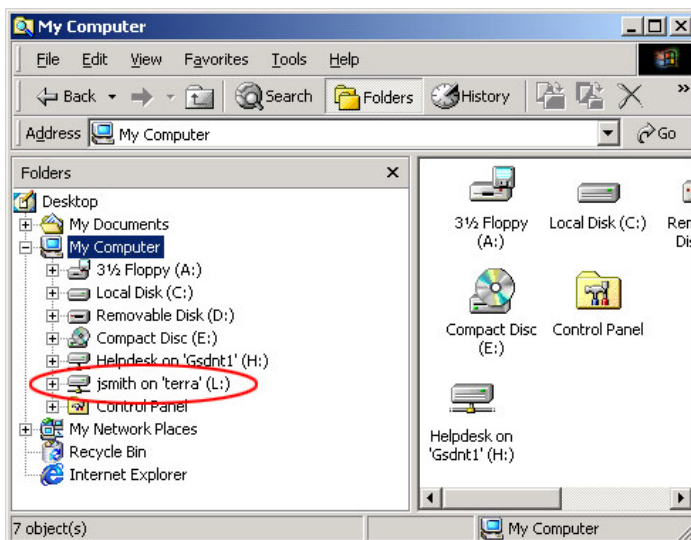 My Computer
File Edit View Favorites Tools Help
Back Search Folders History »
Address My Computer Go
Folders
Desktop
My Documents
My Computer
3½ Floppy (A:)
Local Disk (C:)
Removable Disk (D:)
Compact Disc (E:)
Helpdesk on 'Gsdnt1' (H:)
jsmith on 'terra' (L:)
Control Panel
My Network Places
Recycle Bin
Internet Explorer
3½ Floppy
(A:)
Local Disk (C:)
Compact Disc
(E:)
Control Panel
Helpdesk on
'Gsdnt1' (H:)
7 object(s)
My Computer